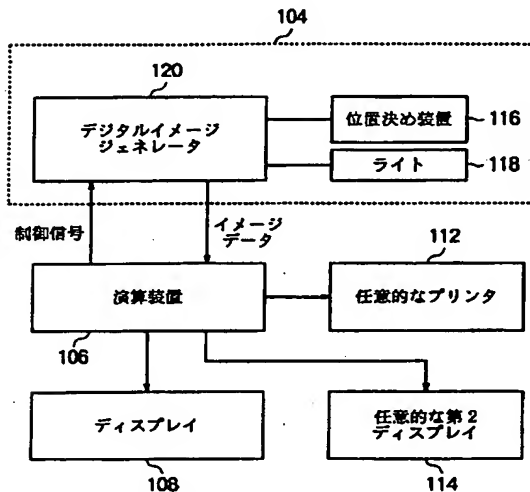 104
120
デジタルイメージ
ジェネレータ
位置決め装置
116
ライト
118
制御信号
イメージ
データ
112
演算装置
任意的なプリンタ
106
ディスプレイ
任意的な第2
ディスプレイ
108
114